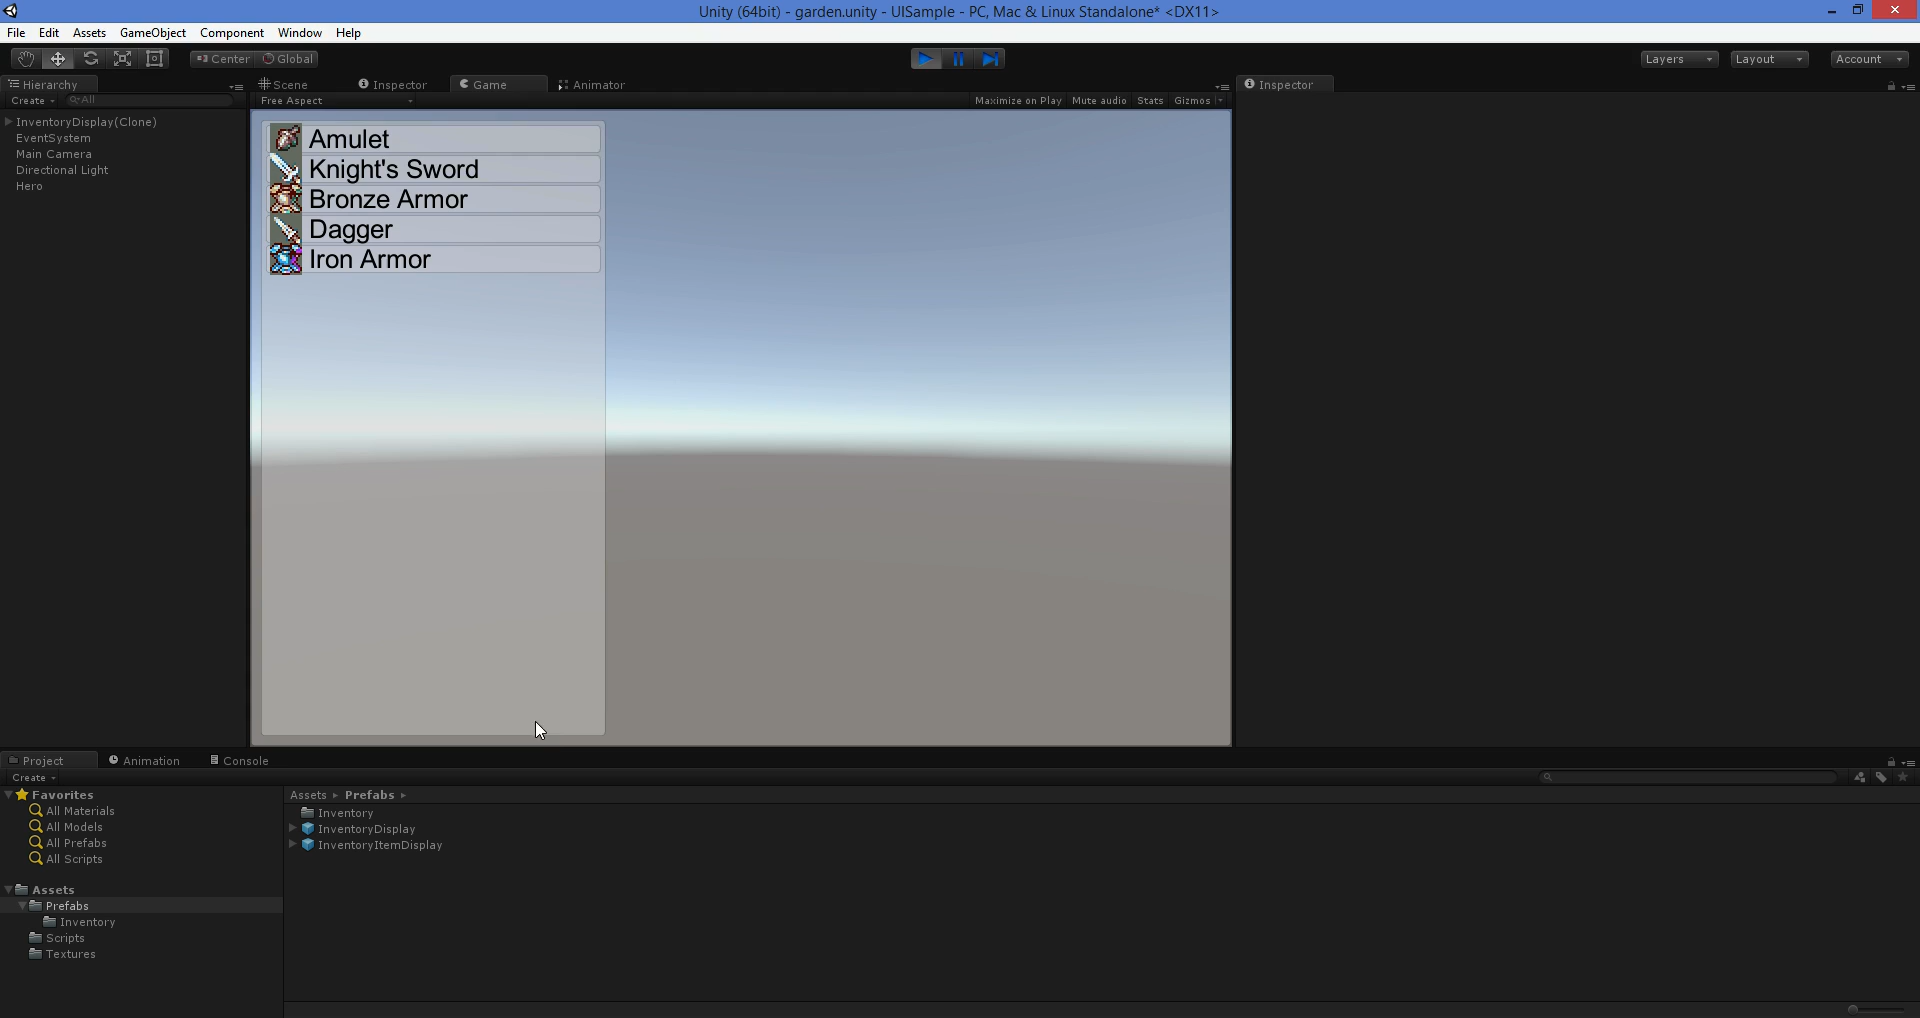 Unity (64bit) - garden.unity - UISample - PC, Mac & Linux Standalone* <DX11>
File Edit Assets GameObject Component Window Help
Center Global Layers Layout Account
Hierarchy Scene Inspector Game Animator Inspector
Create All Free Aspect Maximize on Play Mute audio Stats Gizmos
InventoryDisplay(Clone)
EventSystem
Main Camera
Directional Light
Hero
Amulet
Knight's Sword
Bronze Armor
Dagger
Iron Armor
Project Animation Console
Create
Favorites
All Materials
All Models
All Prefabs
All Scripts
Assets
Prefabs
Inventory
Scripts
Textures
Assets Prefabs
Inventory
InventoryDisplay
InventoryItemDisplay